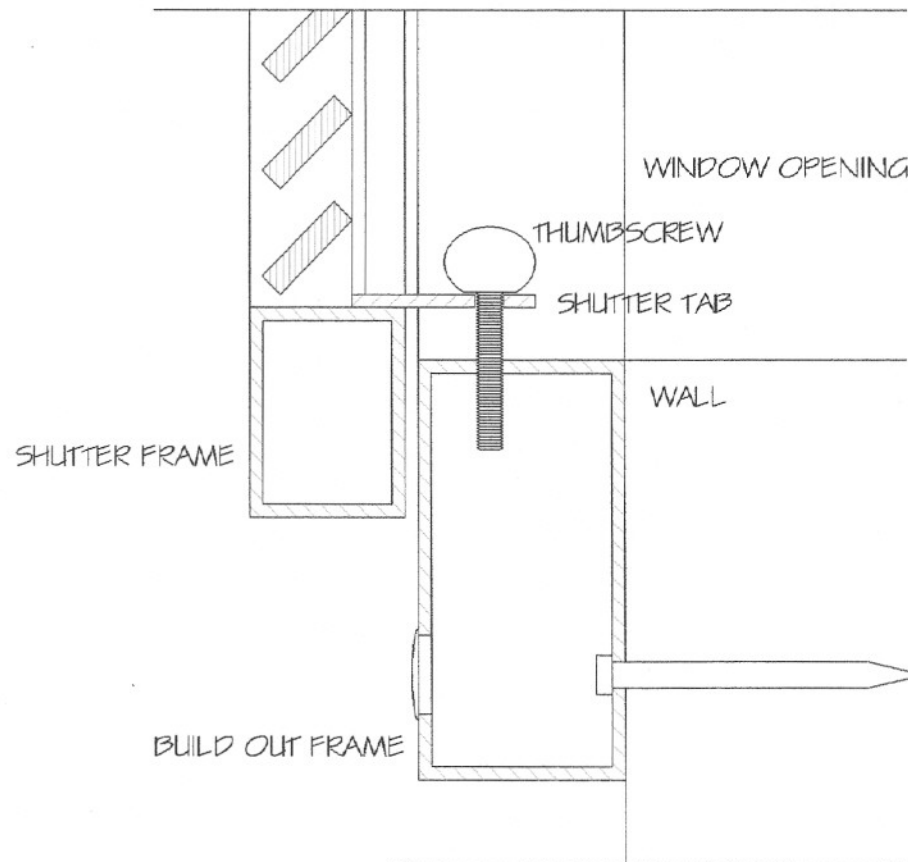 WINDOW OPENING
THUMBSCREW
SHUTTER TAB
WALL
SHUTTER FRAME
BUILD OUT FRAME